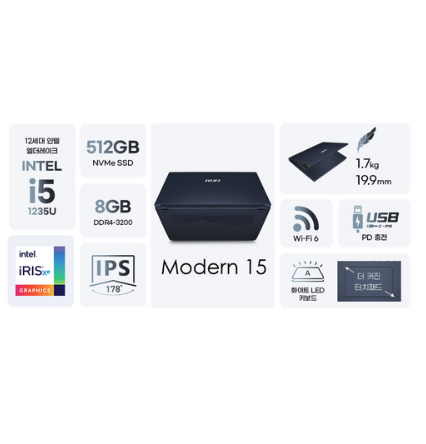 12세대 인텔
엘더레이크
INTEL
i5
1235U
512GB
NVMe SSD
8GB
DDR4-3200
intel.
iRISxe
GRAPHICS
IPS
178°
msi
Modern 15
1.7kg
19.9mm
Wi-Fi 6
USB
PD 충전
A
화이트 LED
키보드
더 커진
터치패드